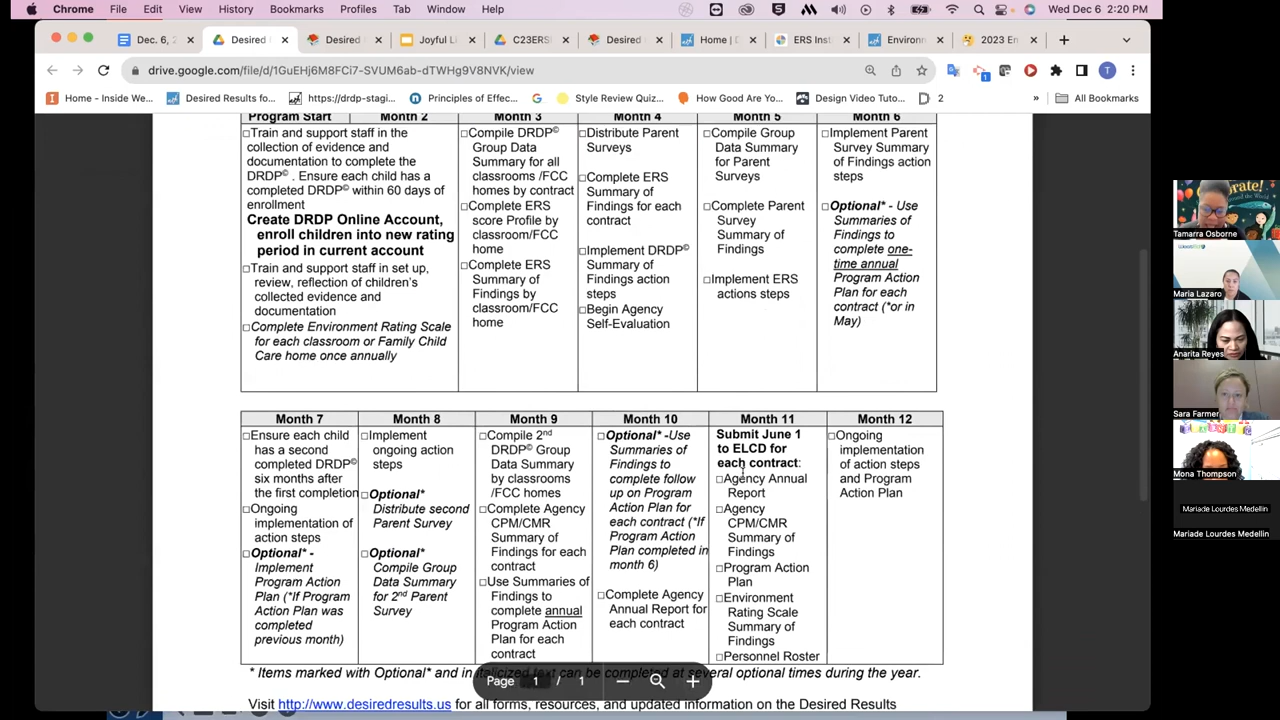 Chrome File Edit View History Bookmarks Profiles Tab Window Help Wed Dec 6 2:20 PM
Dec. 6, Desired Desired Joyful Li C23ERS Desired Home | D ERS Inst Environ 2023 En
drive.google.com/file/d/1GuEHj6M8FCi7-SVUM6ab-dTWHg9V8NVK/view
Home - Inside We... Desired Results fo... https://drdp-stagi... Principles of Effec... Style Review Quiz... How Good Are Yo... Design Video Tuto... 2 » All Bookmarks
Program Start Month 2 Month 3 Month 4 Month 5 Month 6
□Train and support staff in the
collection of evidence and
documentation to complete the
DRDP© . Ensure each child has a
completed DRDP© within 60 days of
enrollment
Create DRDP Online Account,
enroll children into new rating
period in current account
□Train and support staff in set up,
review, reflection of children's
collected evidence and
documentation
□Complete Environment Rating Scale
for each classroom or Family Child
Care home once annually
□Compile DRDP©
Group Data
Summary for all
classrooms /FCC
homes by contract
□Complete ERS
score Profile by
classroom/FCC
home
□Complete ERS
Summary of
Findings by
classroom/FCC
home
□Distribute Parent
Surveys
□Complete ERS
Summary of
Findings for each
contract
□Implement DRDP©
Summary of
Findings action
steps
□Begin Agency
Self-Evaluation
□Compile Group
Data Summary
for Parent
Surveys
□Complete Parent
Survey
Summary of
Findings
□Implement ERS
actions steps
□Implement Parent
Survey Summary
of Findings action
steps
□Optional* - Use
Summaries of
Findings to
complete one-
time annual
Program Action
Plan for each
contract (*or in
May)
Month 7 Month 8 Month 9 Month 10 Month 11 Month 12
□Ensure each child
has a second
completed DRDP©
six months after
the first completion
□Ongoing
implementation of
action steps
□Optional* -
Implement
Program Action
Plan (*If Program
Action Plan was
completed
previous month)
□Implement
ongoing action
steps
□Optional*
Distribute second
Parent Survey
□Optional*
Compile Group
Data Summary
for 2nd Parent
Survey
□Compile 2nd
DRDP© Group
Data Summary
by classrooms
/FCC homes
□Complete Agency
CPM/CMR
Summary of
Findings for each
contract
□Use Summaries of
Findings to
complete annual
Program Action
Plan for each
contract
□Optional* -Use
Summaries of
Findings to
complete follow
up on Program
Action Plan for
each contract (*If
Program Action
Plan completed in
month 6)
□Complete Agency
Annual Report for
each contract
Submit June 1
to ELCD for
each contract:
□Agency Annual
Report
□Agency
CPM/CMR
Summary of
Findings
□Program Action
Plan
□Environment
Rating Scale
Summary of
Findings
□Personnel Roster
□Ongoing
implementation
of action steps
and Program
Action Plan
* Items marked with Optional* and in italicized text can be completed at several optional times during the year.
Page 1 / 1
Visit http://www.desiredresults.us for all forms, resources, and updated information on the Desired Results
Tamarra Osborne
Maria Lazaro
Anarita Reyes
Sara Farmer
Mona Thompson
Mariade Lourdes Medellin
Mariade Lourdes Medellin